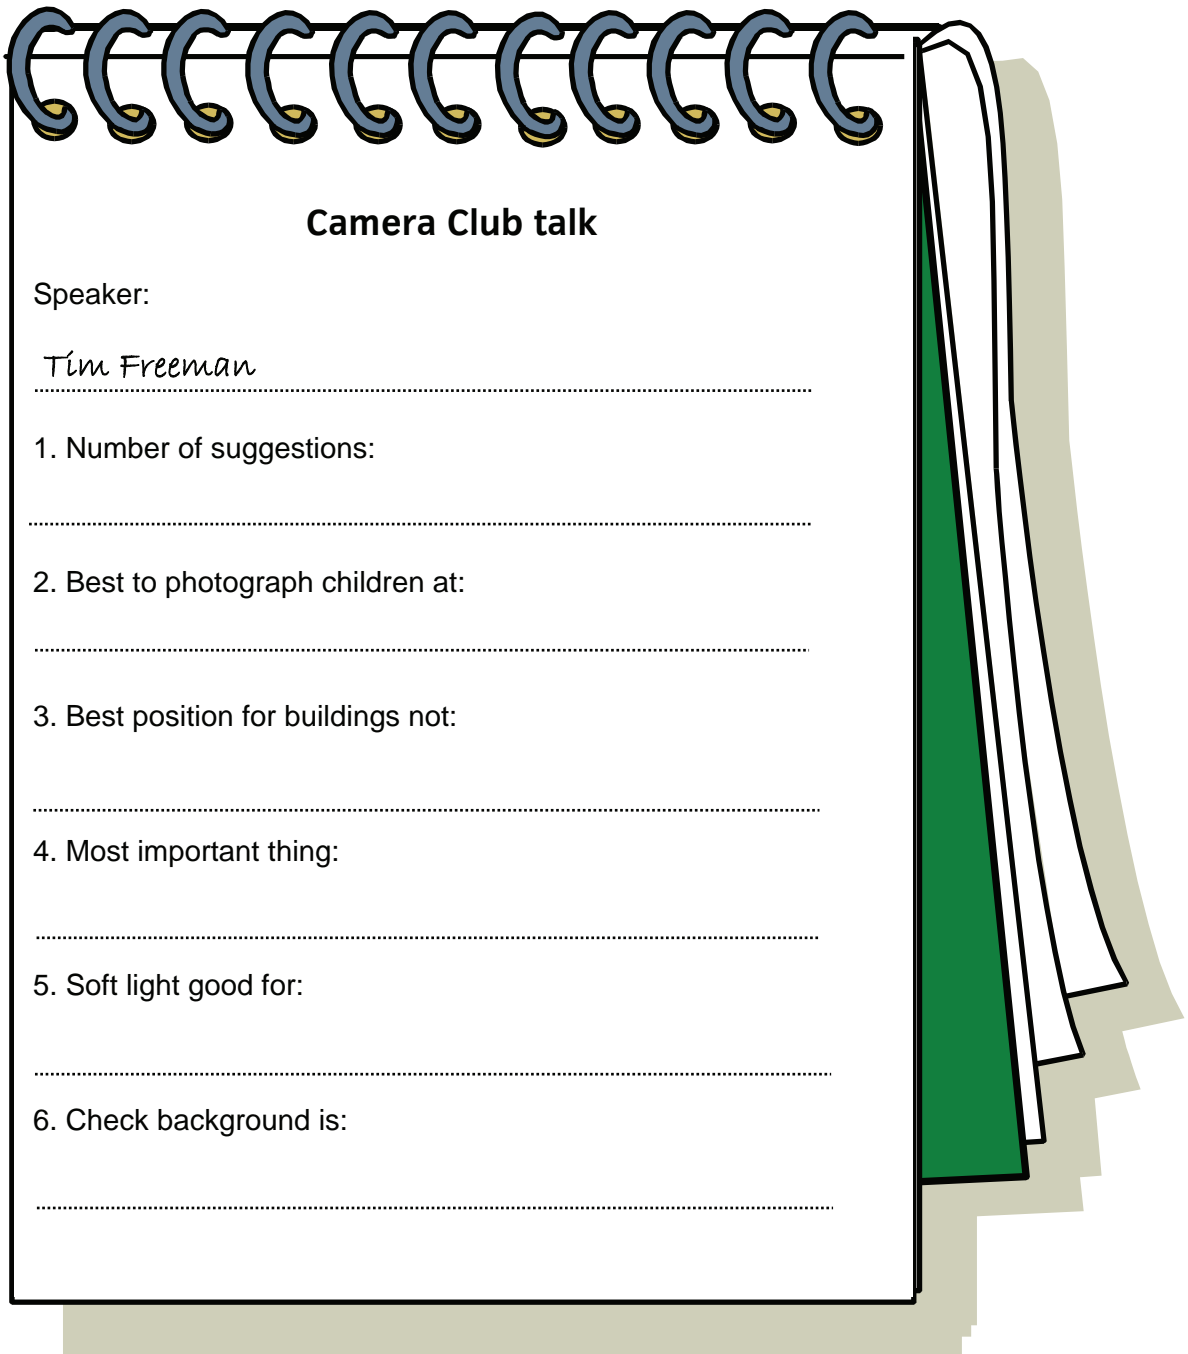 Camera Club talk
Speaker:
Tim Freeman
1. Number of suggestions:
2. Best to photograph children at:
3. Best position for buildings not:
4. Most important thing:
5. Soft light good for:
6. Check background is: